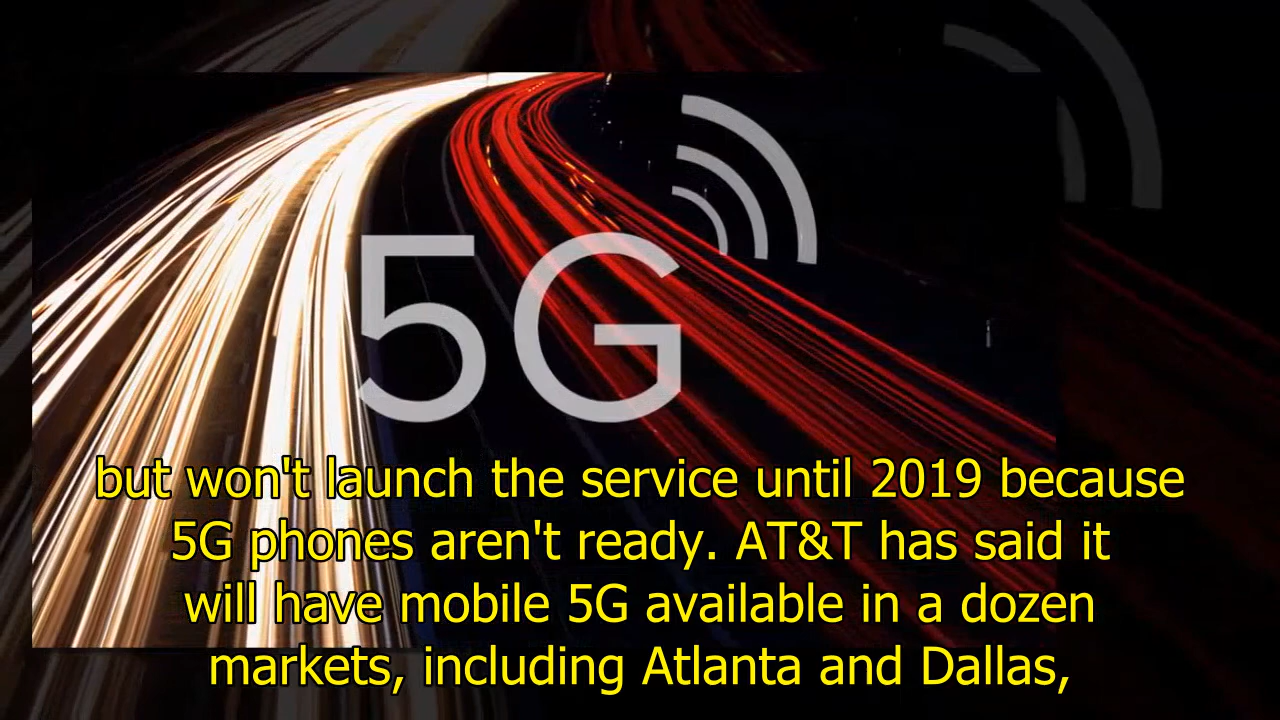 5G
but won't launch the service until 2019 because
5G phones aren't ready. AT&T has said it
will have mobile 5G available in a dozen
markets, including Atlanta and Dallas,